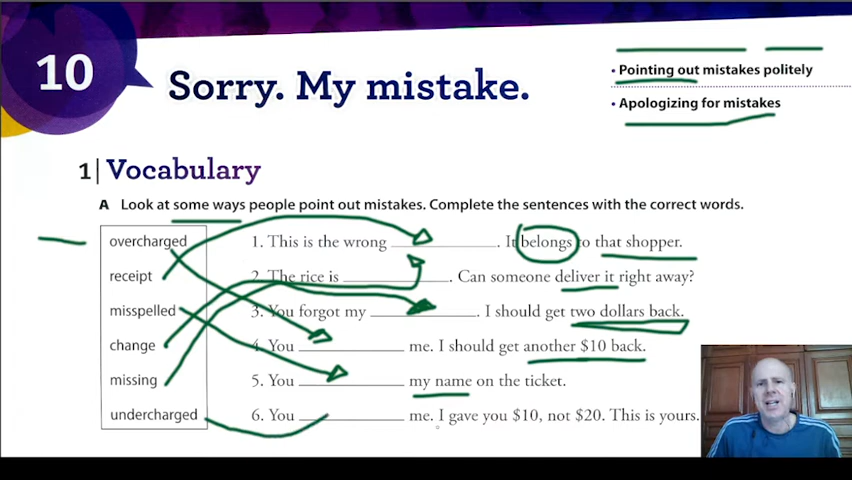 10
Sorry. My mistake.
• Pointing out mistakes politely
• Apologizing for mistakes
1 | Vocabulary
A Look at some ways people point out mistakes. Complete the sentences with the correct words.
overcharged
receipt
misspelled
change
missing
undercharged
1. This is the wrong ____________. It belongs to that shopper.
2. The rice is ____________. Can someone deliver it right away?
3. You forgot my ____________. I should get two dollars back.
4. You ____________ me. I should get another $10 back.
5. You ____________ my name on the ticket.
6. You ____________ me. I gave you $10, not $20. This is yours.